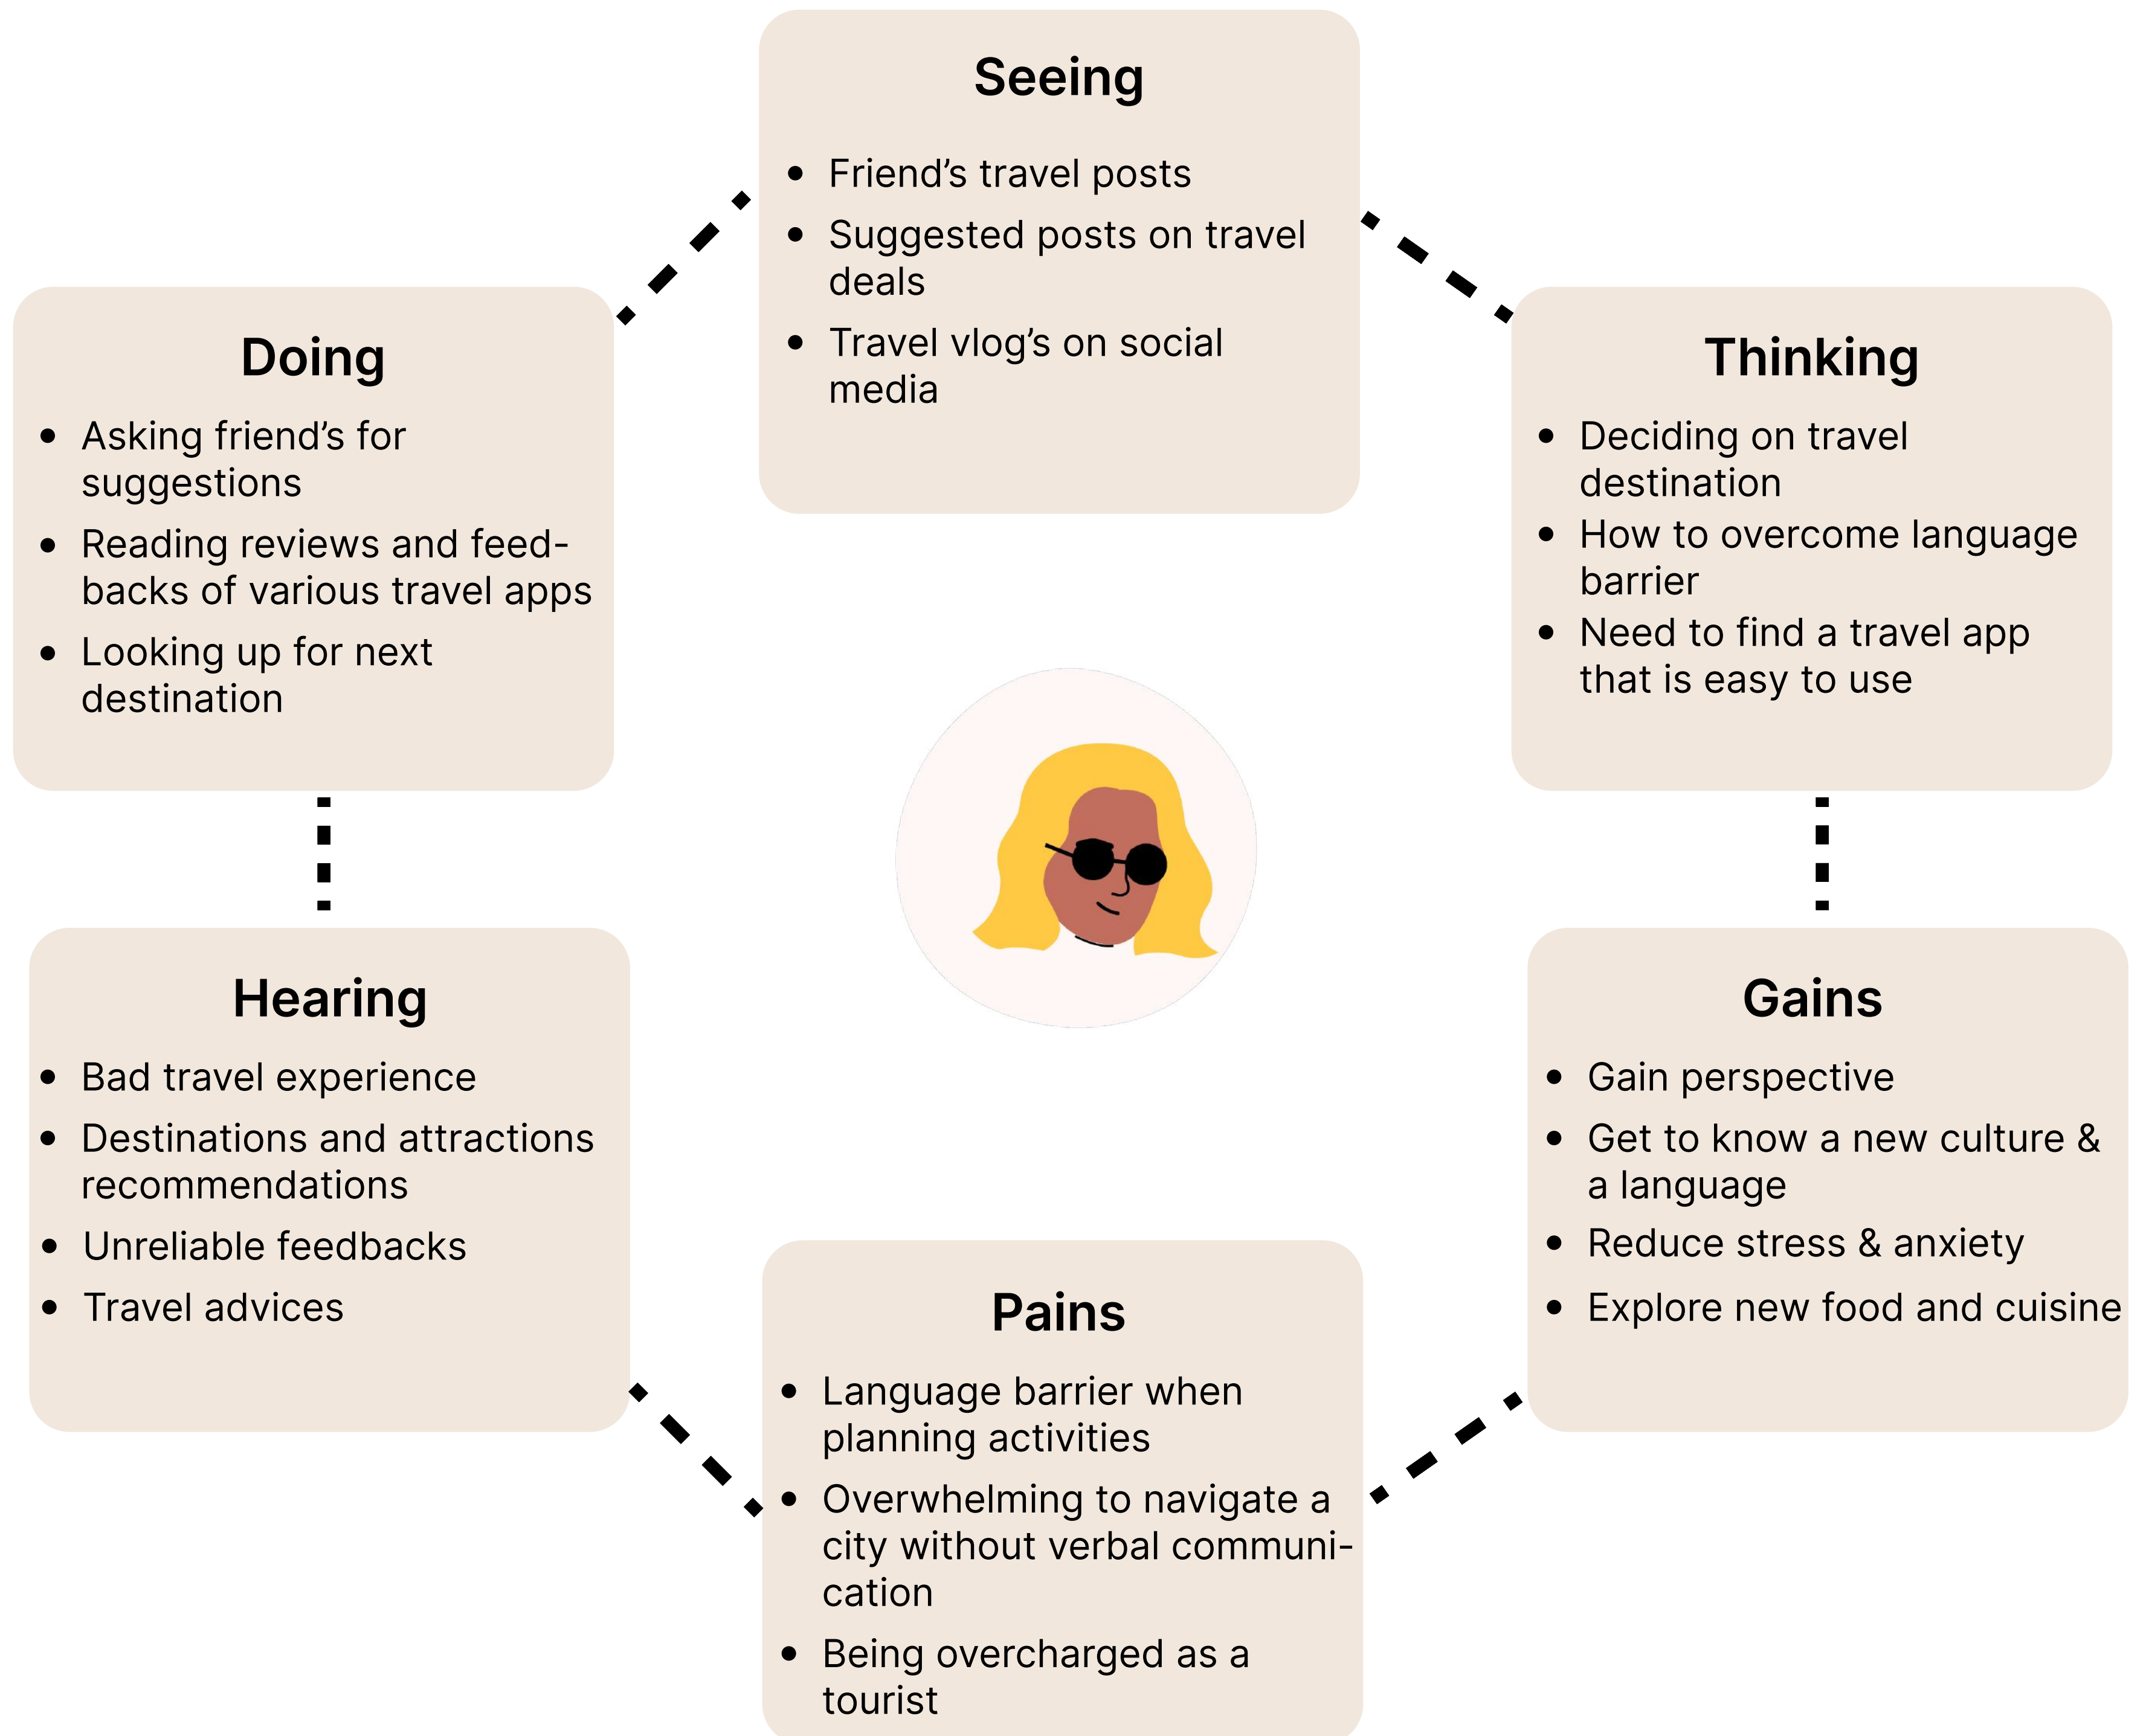 Seeing
Friend’s travel posts
Suggested posts on travel
deals
Travel vlog’s on social
media
Doing
Asking friend’s for
suggestions
Reading reviews and feed-
backs of various travel apps
Looking up for next
destination
Thinking
Deciding on travel
destination
How to overcome language
barrier
Need to find a travel app
that is easy to use
Hearing
Bad travel experience
Destinations and attractions
recommendations
Unreliable feedbacks
Travel advices
Gains
Gain perspective
Get to know a new culture &
a language
Reduce stress & anxiety
Explore new food and cuisine
Pains
Language barrier when
planning activities
Overwhelming to navigate a
city without verbal communi-
cation
Being overcharged as a
tourist